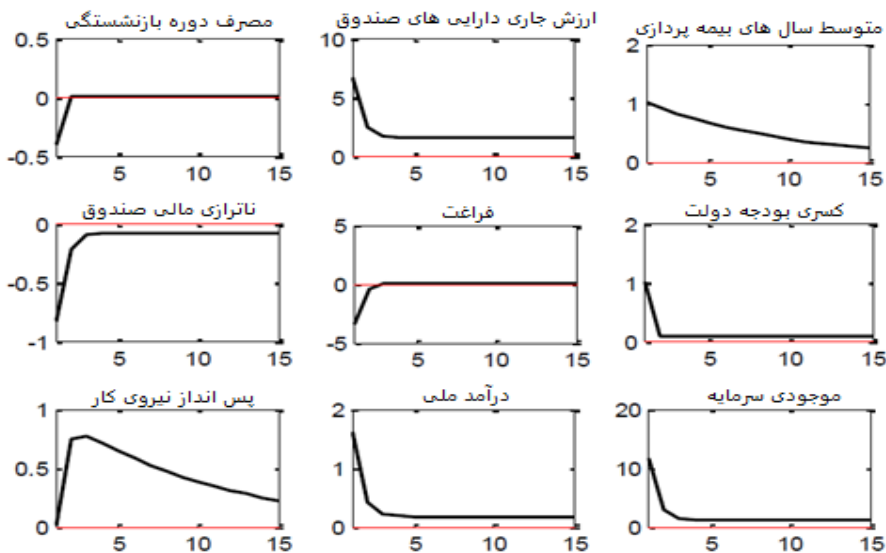 متوسط سال های بیمه پردازی
ارزش جاری دارایی های صندوق
مصرف دوره بازنشستگی
2
1
0
5 10 15
10
5
0
5 10 15
0.5
0
-0.5
5 10 15
کسری بودجه دولت
فراغت
ناترازی مالی صندوق
2
1
0
5 10 15
5
0
-5
5 10 15
0
-0.5
-1
5 10 15
موجودی سرمایه
درآمد ملی
پس انداز نیروی کار
20
10
0
5 10 15
2
1
0
5 10 15
1
0.5
0
5 10 15